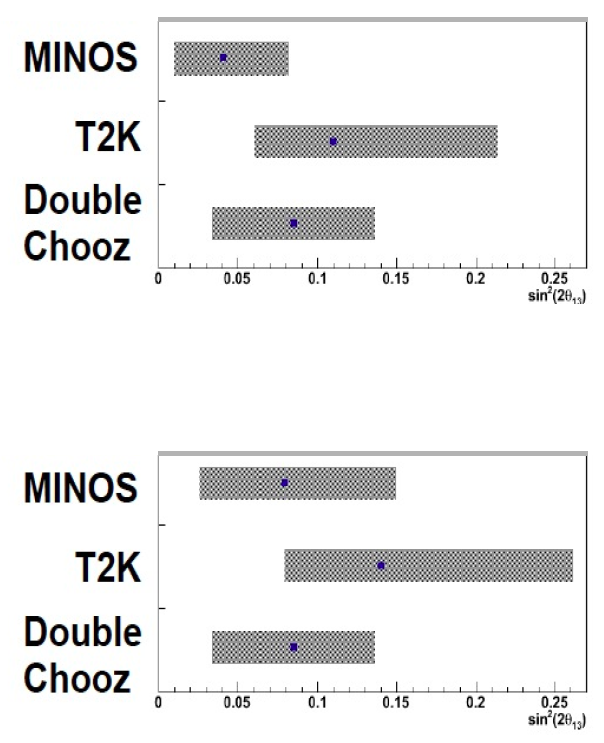 MINOS
T2K
Double
Chooz
0 0.05 0.1 0.15 0.2 0.25
sin²(2θ₁₃)
MINOS
T2K
Double
Chooz
0 0.05 0.1 0.15 0.2 0.25
sin²(2θ₁₃)